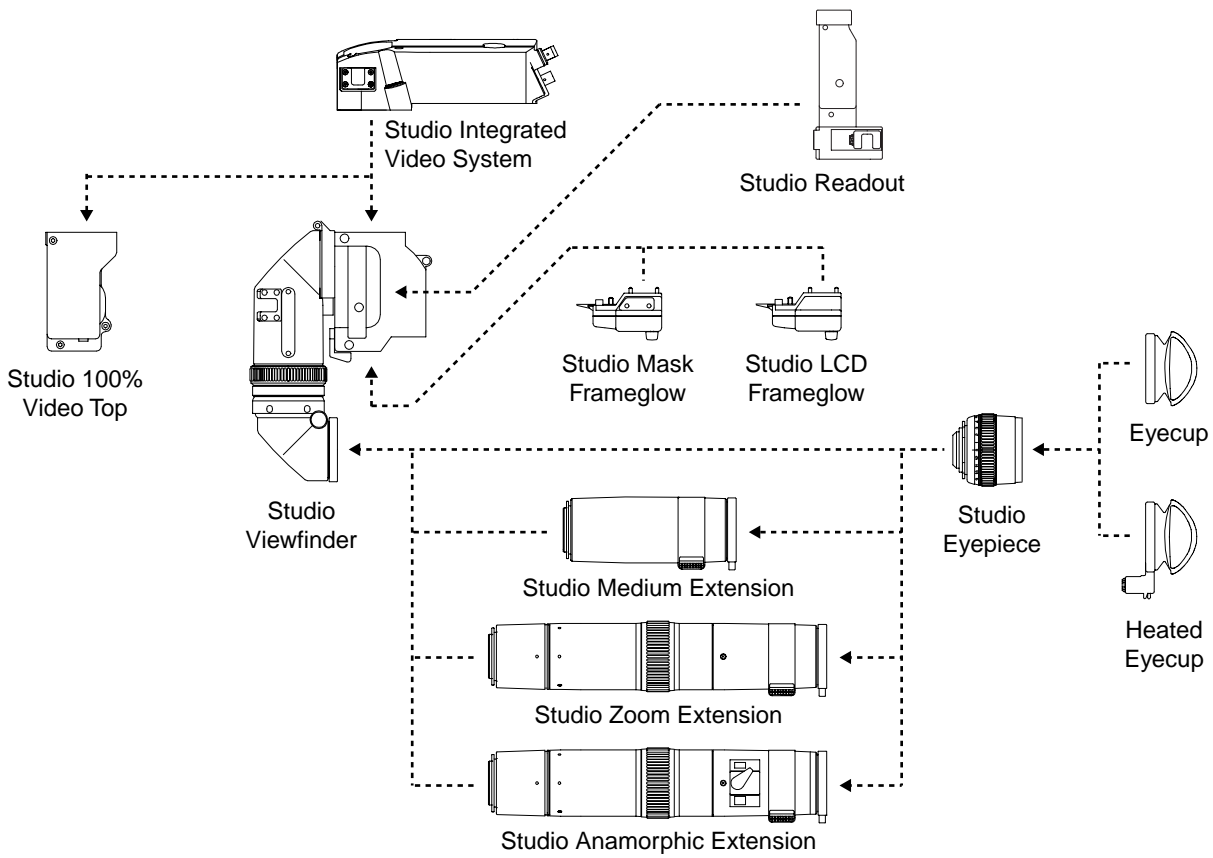 Studio Integrated
Video System
Studio Readout
Studio 100%
Video Top
Studio Mask
Frameglow
Studio LCD
Frameglow
Eyecup
Studio
Viewfinder
Studio
Eyepiece
Studio Medium Extension
Heated
Eyecup
Studio Zoom Extension
Studio Anamorphic Extension